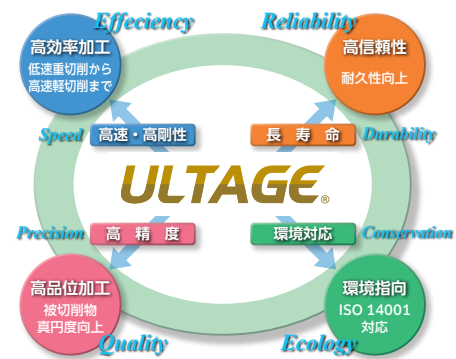 Effeciency
Reliability
高効率加工
低速重切削から
高速軽切削まで
高信頼性
耐久性向上
Speed
高速・高剛性
長寿命
Durability
ULTAGE®
Precision
高精度
環境対応
Conservation
高品位加工
被切削物
真円度向上
環境指向
ISO 14001
対応
Quality
Ecology